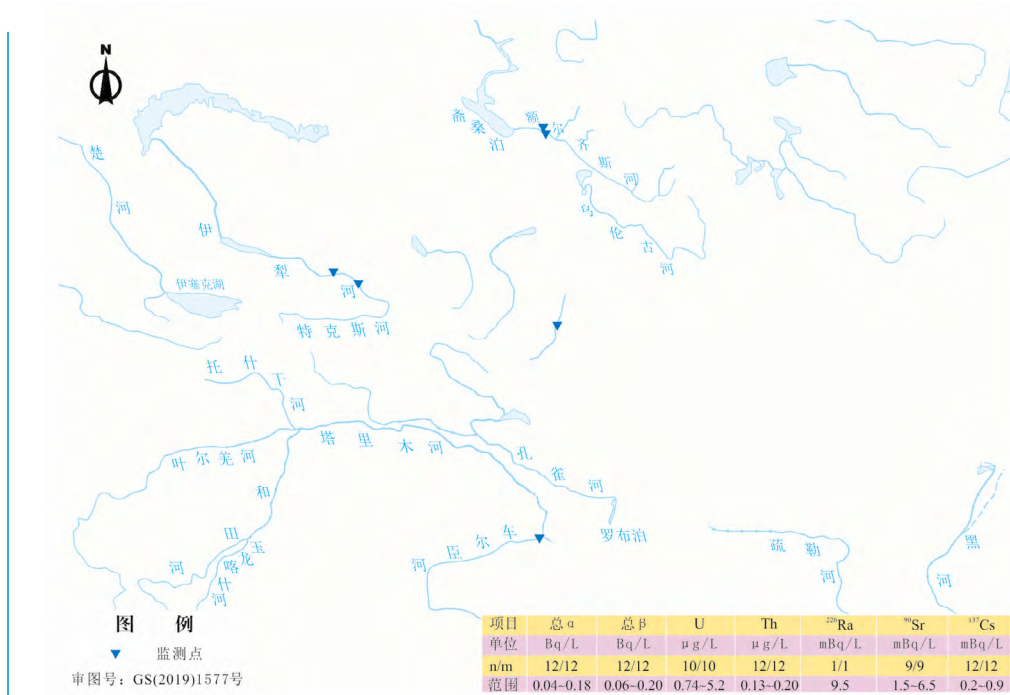 N
斋桑泊
额尔齐斯河
乌伦古河
楚河
伊犁河
伊塞克湖
特克斯河
托什干河
塔里木河
叶尔羌河
和田河
玉龙喀什河
孔雀河
罗布泊
车尔臣河
疏勒河
黑河
图 例
监测点
审图号：GS(2019)1577号
项目 总α 总β U Th ²²⁶Ra ⁹⁰Sr ¹³⁷Cs
单位 Bq/L Bq/L μg/L μg/L mBq/L mBq/L mBq/L
n/m 12/12 12/12 10/10 12/12 1/1 9/9 12/12
范围 0.04~0.18 0.06~0.20 0.74~5.2 0.13~0.20 9.5 1.5~6.5 0.2~0.9